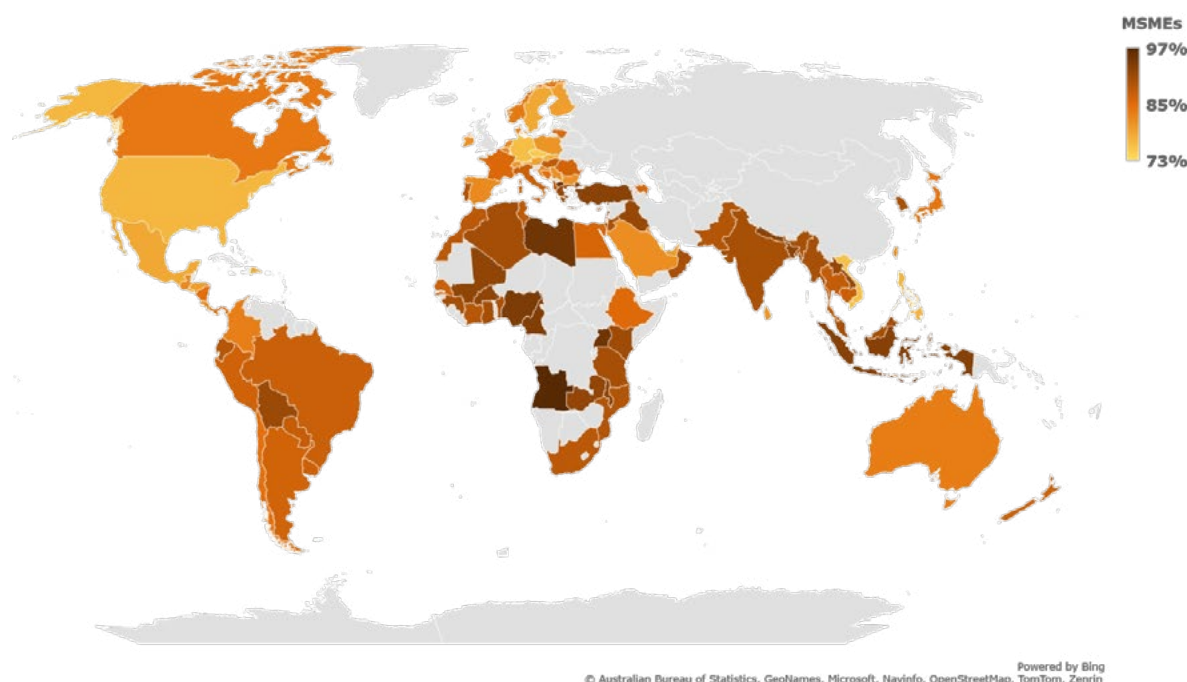 MSMEs
97%
85%
73%
Powered by Bing
© Australian Bureau of Statistics, GeoNames, Microsoft, Navinfo, OpenStreetMap, TomTom, Zenrin